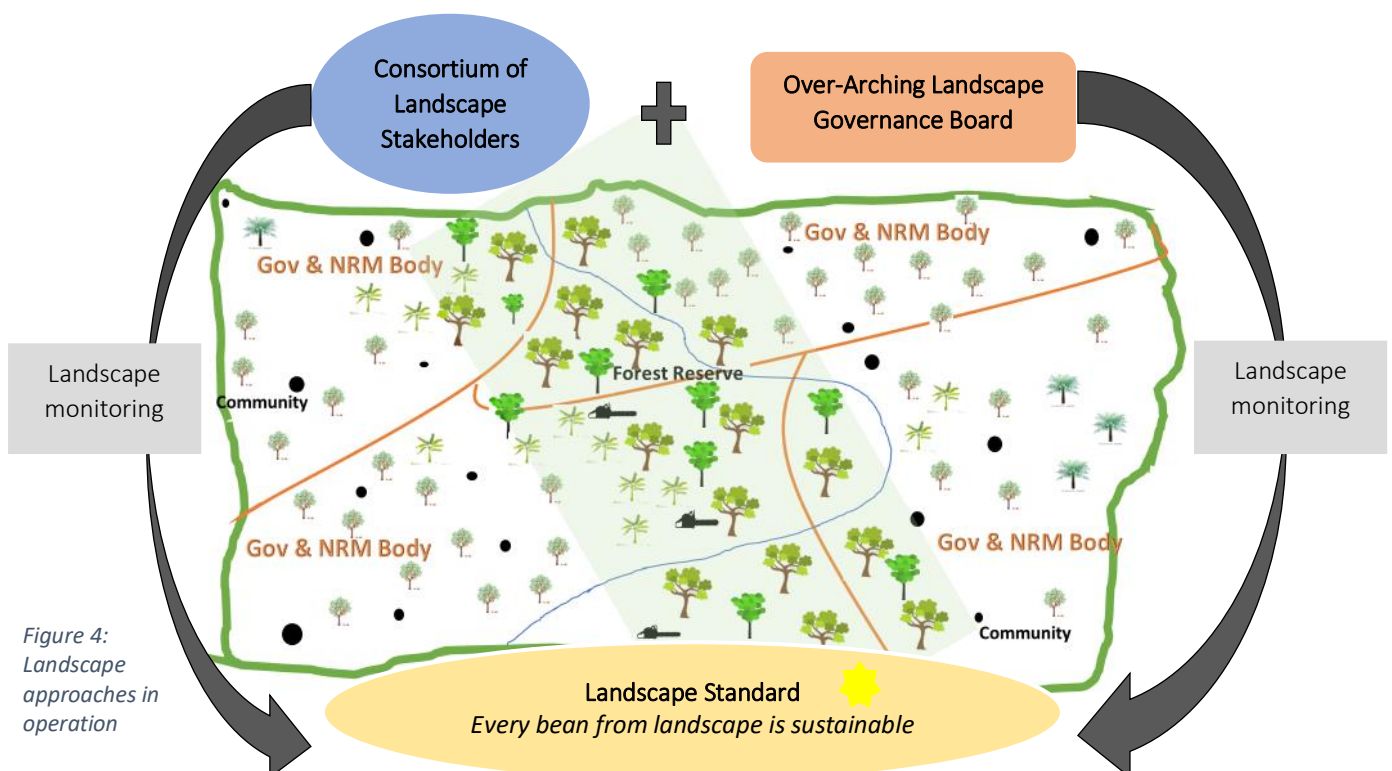 Consortium of
Landscape
Stakeholders
Over-Arching Landscape
Governance Board
Gov & NRM Body
Gov & NRM Body
Landscape
monitoring
Forest Reserve
Landscape
monitoring
Community
Gov & NRM Body
Gov & NRM Body
Community
Figure 4:
Landscape
approaches in
operation
Landscape Standard
Every bean from landscape is sustainable